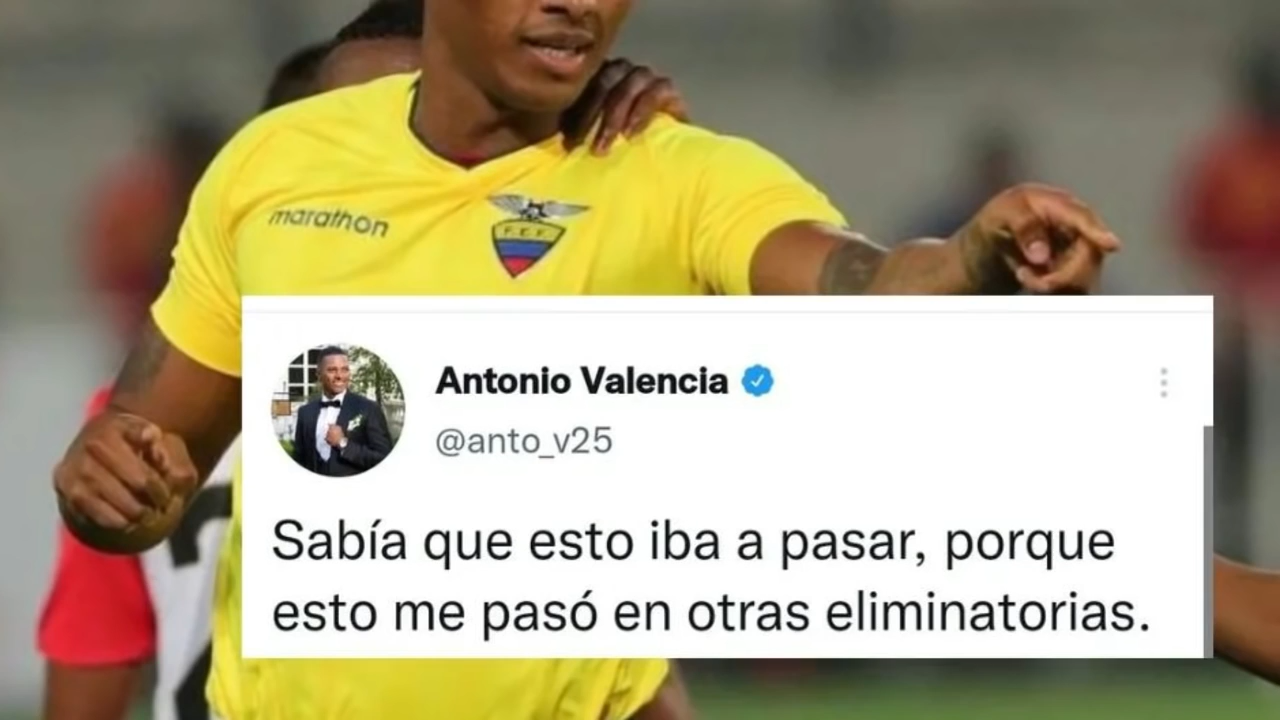 marathon
F.E.F.
Antonio Valencia
@anto_v25
Sabía que esto iba a pasar, porque
esto me pasó en otras eliminatorias.